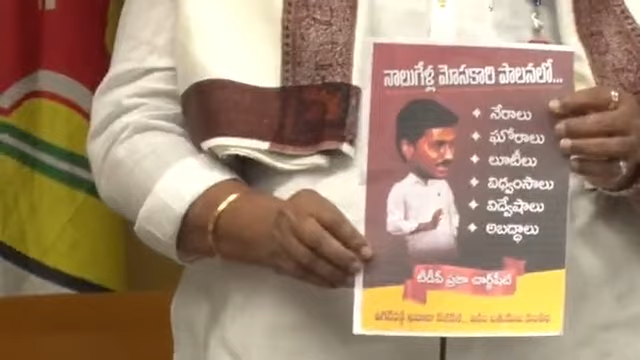 నాలుగేళ్ల మోసకారి పాలనలో...
నేరాలు
ఘోరాలు
లూటీలు
విధ్వంసాలు
విద్వేషాలు
అబద్ధాలు
టీడీపీ ప్రజా చార్జ్‌షీట్